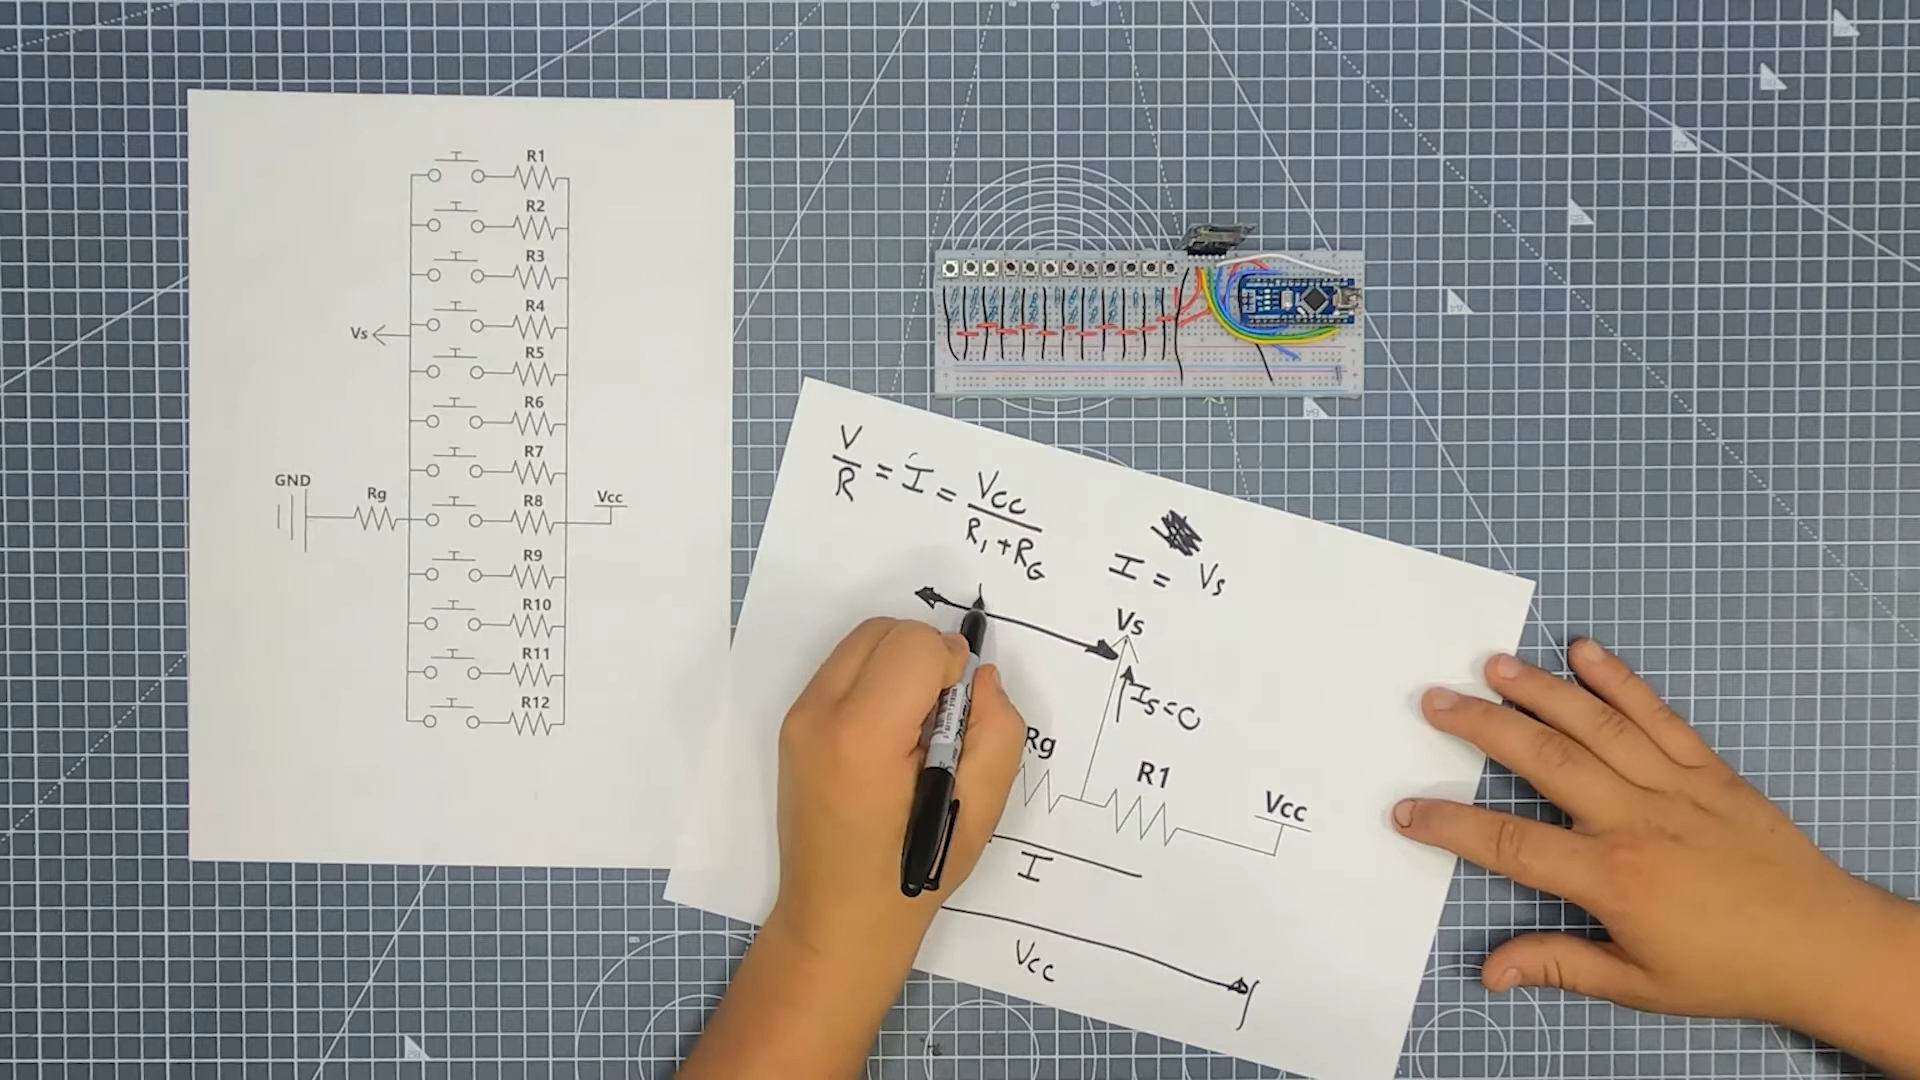 R1
R2
R3
R4
Vs
R5
R6
R7
GND
Rg
R8
Vcc
R9
R10
R11
R12
V/R = I = Vcc/R1+RG
I = Vs
Vs
Is=0
Rg
R1
Vcc
I
Vcc